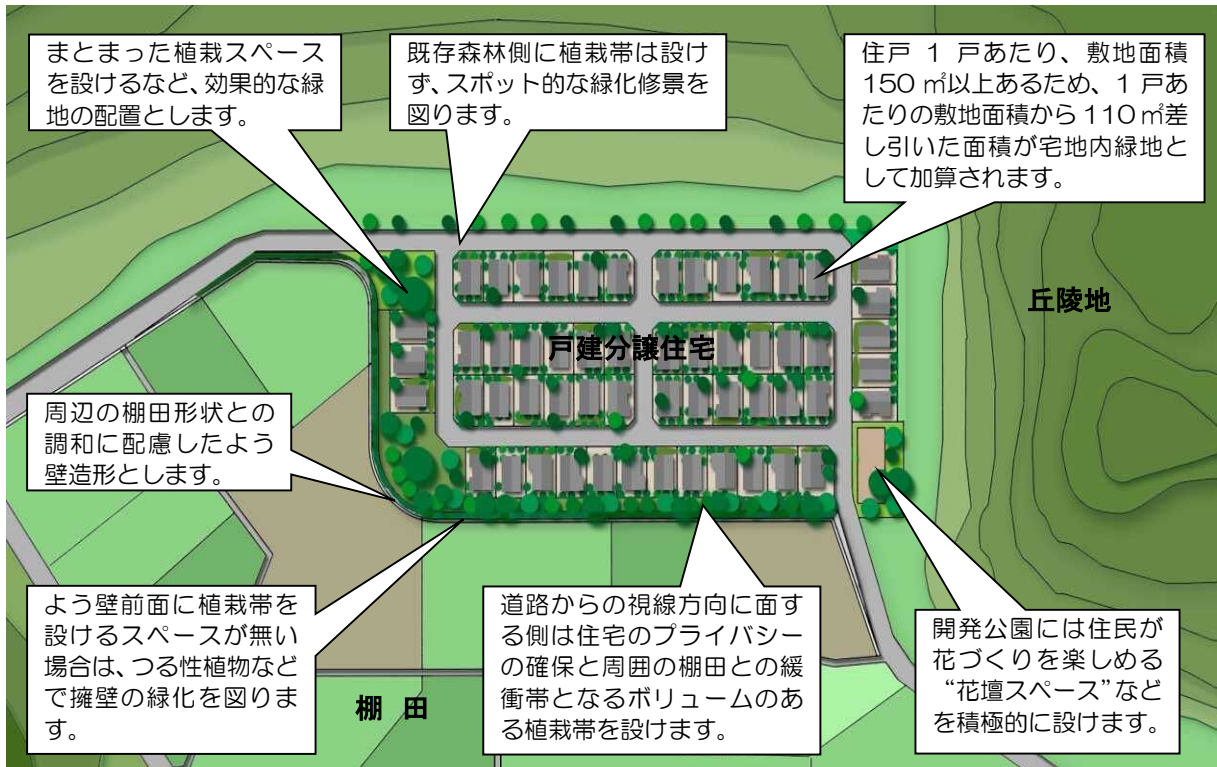 まとまった植栽スペース
を設けるなど、効果的な緑
地の配置とします。
既存森林側に植栽帯は設け
ず、スポット的な緑化修景を
図ります。
住戸 1 戸あたり、敷地面積
150 ㎡以上あるため、1 戸あ
たりの敷地面積から 110 ㎡差
し引いた面積が宅地内緑地と
して加算されます。
丘陵地
戸建分譲住宅
周辺の棚田形状との
調和に配慮したよう
壁造形とします。
よう壁前面に植栽帯を
設けるスペースが無い
場合は、つる性植物など
で擁壁の緑化を図りま
す。
棚 田
道路からの視線方向に面す
る側は住宅のプライバシー
の確保と周囲の棚田との緩
衝帯となるボリュームのあ
る植栽帯を設けます。
開発公園には住民が
花づくりを楽しめる
“花壇スペース”など
を積極的に設けます。